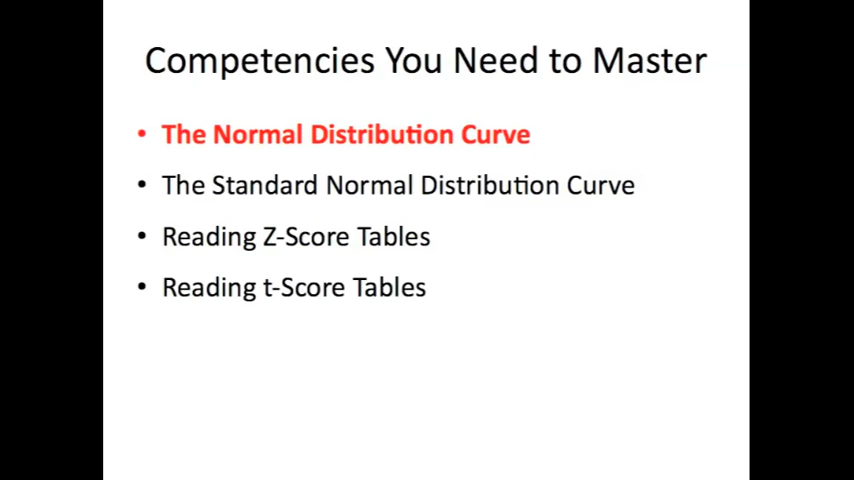 Competencies You Need to Master
• The Normal Distribution Curve
• The Standard Normal Distribution Curve
• Reading Z-Score Tables
• Reading t-Score Tables